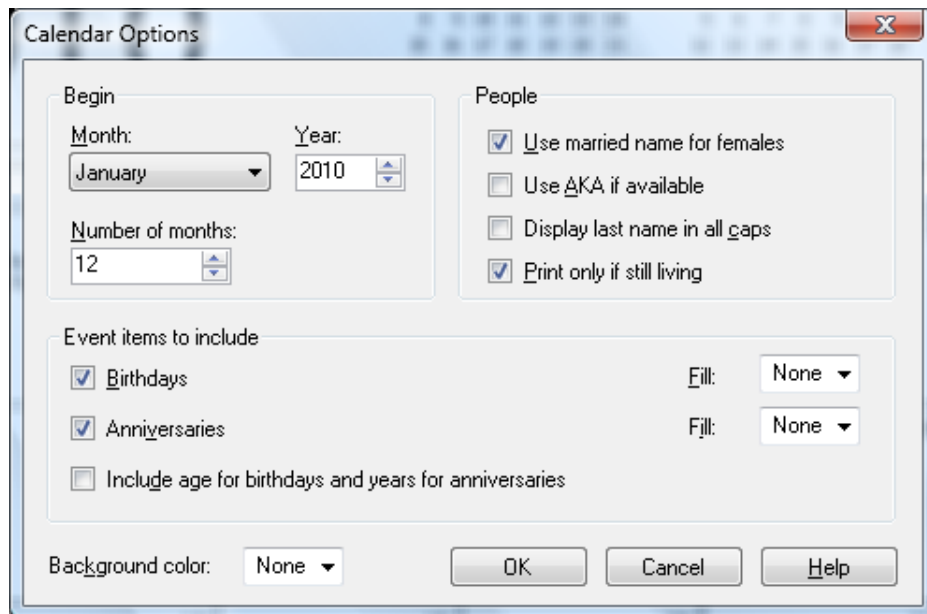 Calendar Options
Begin
Month:
Year:
January
2010
Number of months:
12
People
Use married name for females
Use AKA if available
Display last name in all caps
Print only if still living
Event items to include
Birthdays
Fill:
None
Anniversaries
Fill:
None
Include age for birthdays and years for anniversaries
Background color:
None
OK
Cancel
Help